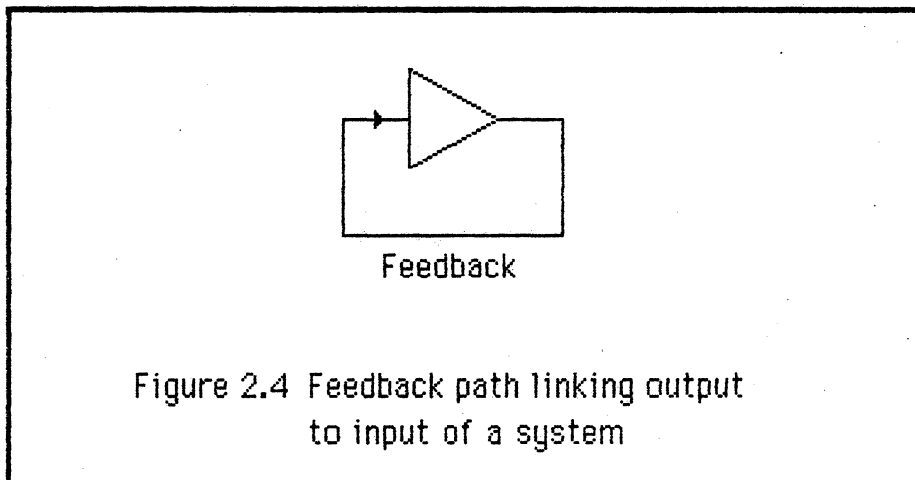 Feedback
Figure 2.4 Feedback path linking output
to input of a system